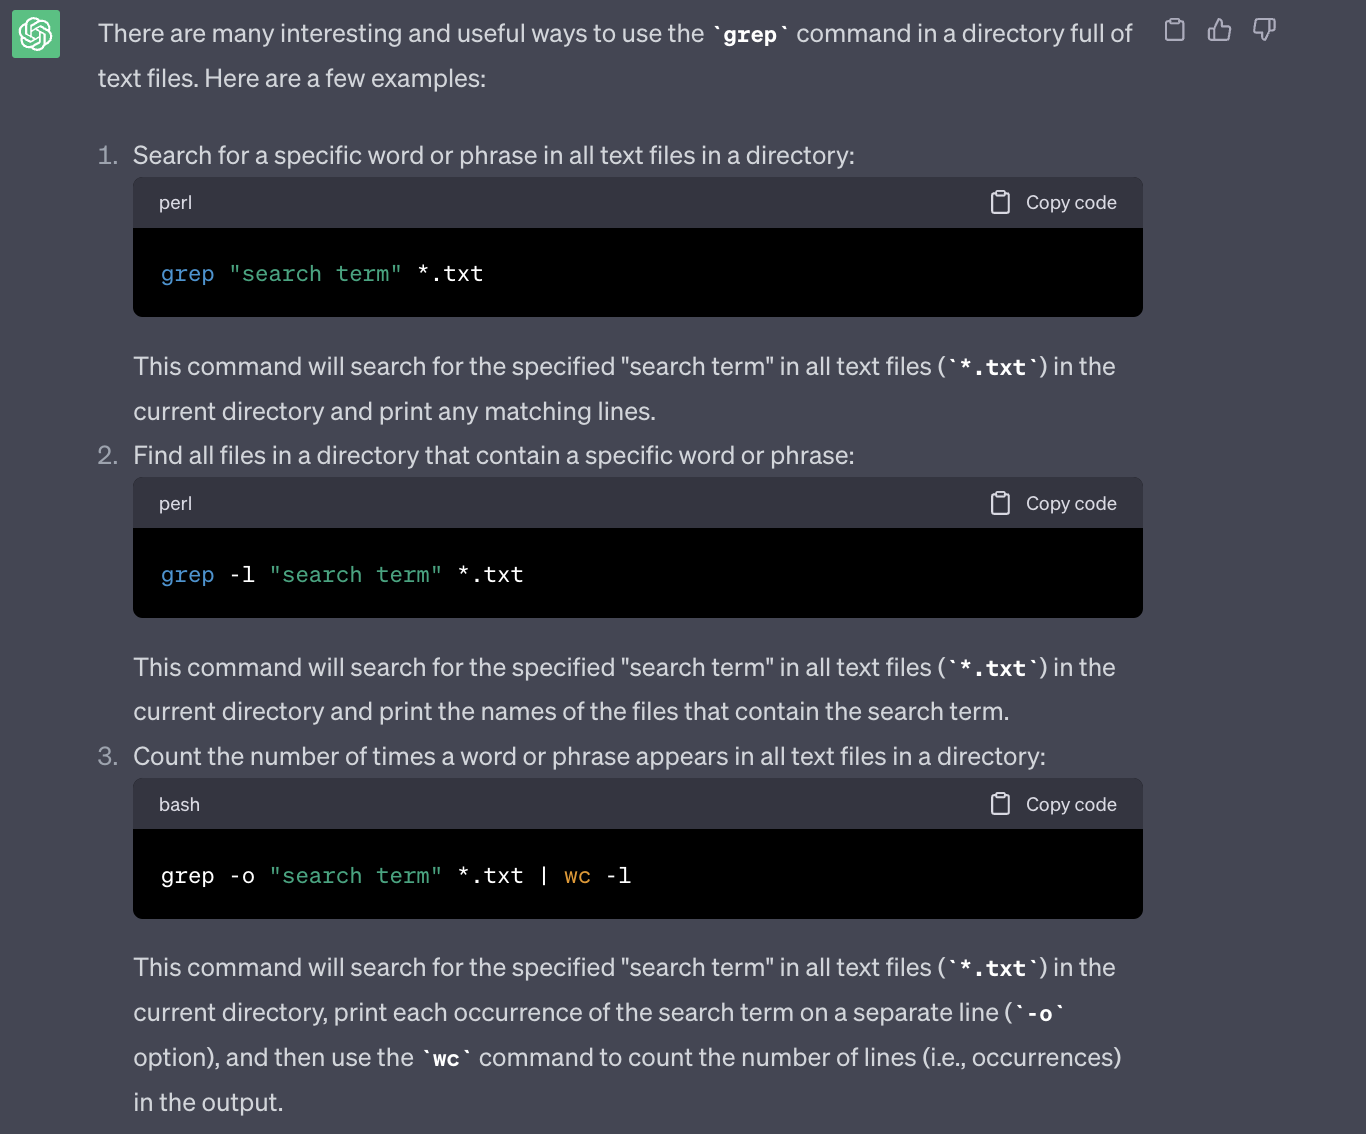 There are many interesting and useful ways to use the `grep` command in a directory full of
text files. Here are a few examples:
1. Search for a specific word or phrase in all text files in a directory:
perl
Copy code
grep "search term" *.txt
This command will search for the specified "search term" in all text files (`*.txt`) in the
current directory and print any matching lines.
2. Find all files in a directory that contain a specific word or phrase:
perl
Copy code
grep -l "search term" *.txt
This command will search for the specified "search term" in all text files (`*.txt`) in the
current directory and print the names of the files that contain the search term.
3. Count the number of times a word or phrase appears in all text files in a directory:
bash
Copy code
grep -o "search term" *.txt | wc -l
This command will search for the specified "search term" in all text files (`*.txt`) in the
current directory, print each occurrence of the search term on a separate line (`-o`
option), and then use the `wc` command to count the number of lines (i.e., occurrences)
in the output.